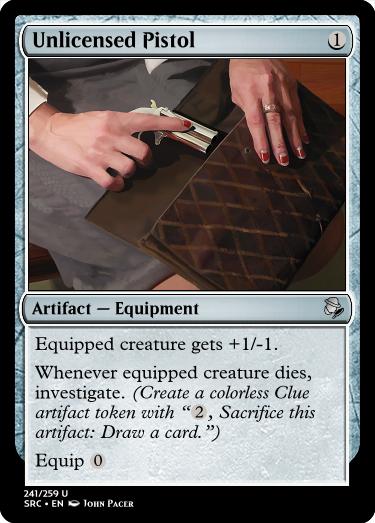 Unlicensed Pistol 1
Artifact — Equipment
Equipped creature gets +1/-1.
Whenever equipped creature dies,
investigate. (Create a colorless Clue
artifact token with “2, Sacrifice this
artifact: Draw a card.”)
Equip 0
241/259 U
SRC • EN John Pacer